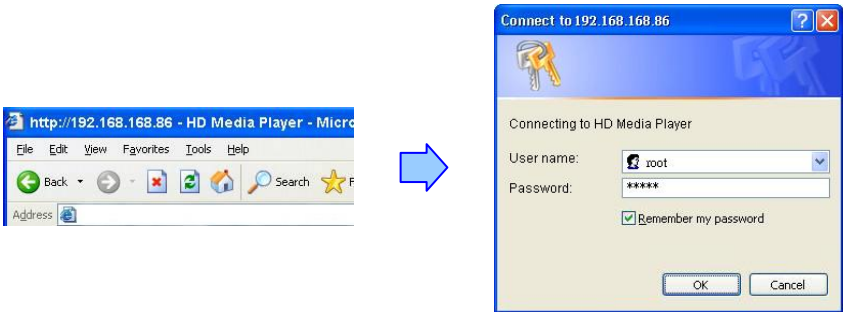 http://192.168.168.86 - HD Media Player - Micro
File Edit View Favorites Tools Help
Back Search F
Address
Connect to 192.168.168.86
Connecting to HD Media Player
User name: root
Password: *****
Remember my password
OK Cancel